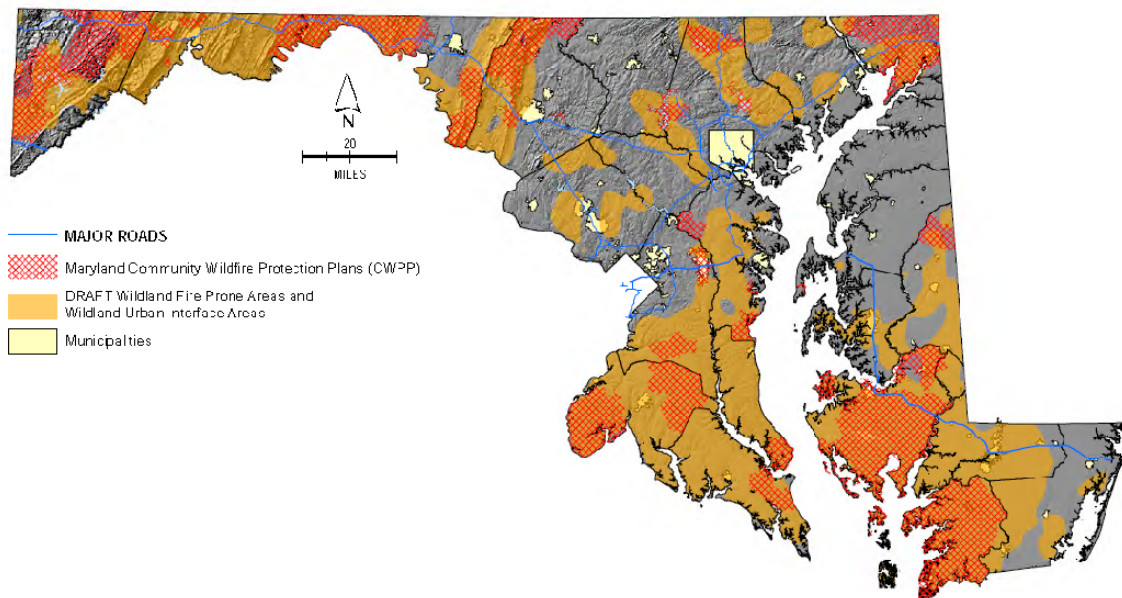 N
20
MILES
MAJOR ROADS
Maryland Community Wildfire Protection Plans (CWPP)
DRAFT Wildland Fire Prone Areas and
Wildland Urban Interface Areas
Municipalties